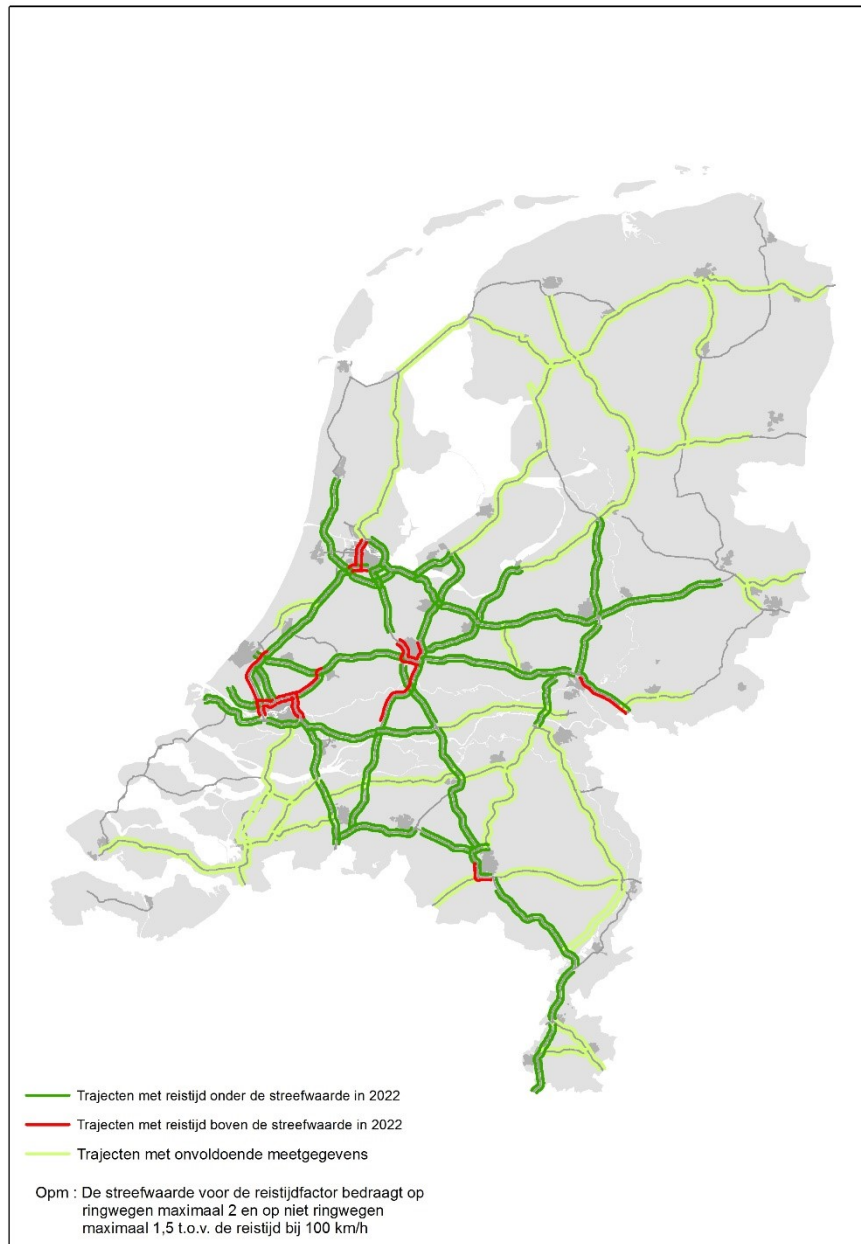 Trajecten met reistijd onder de streefwaarde in 2022
Trajecten met reistijd boven de streefwaarde in 2022
Trajecten met onvoldoende meetgegevens
Opm : De streefwaarde voor de reistijdfactor bedraagt op
ringwegen maximaal 2 en op niet ringwegen
maximaal 1,5 t.o.v. de reistijd bij 100 km/h